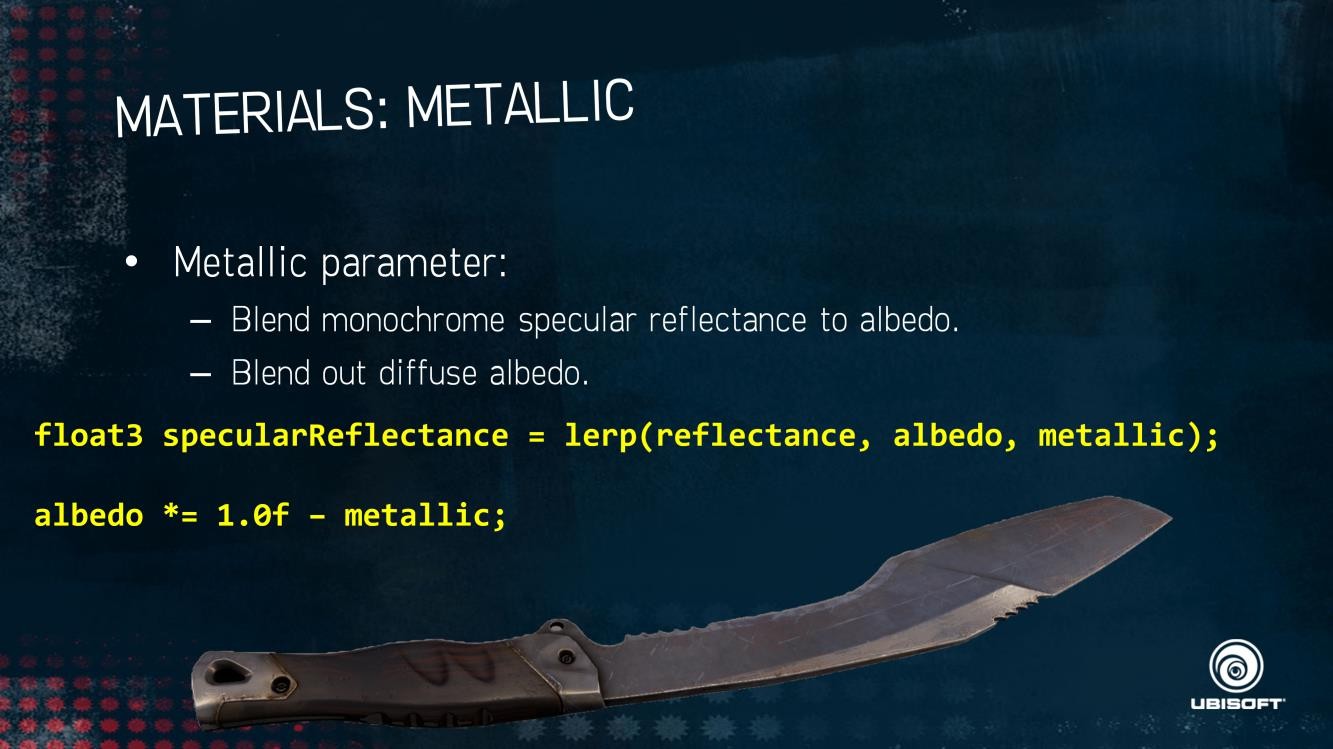 MATERIALS: METALLIC
• Metallic parameter:
– Blend monochrome specular reflectance to albedo.
– Blend out diffuse albedo.
float3 specularReflectance = lerp(reflectance, albedo, metallic);
albedo *= 1.0f – metallic;
UBISOFT